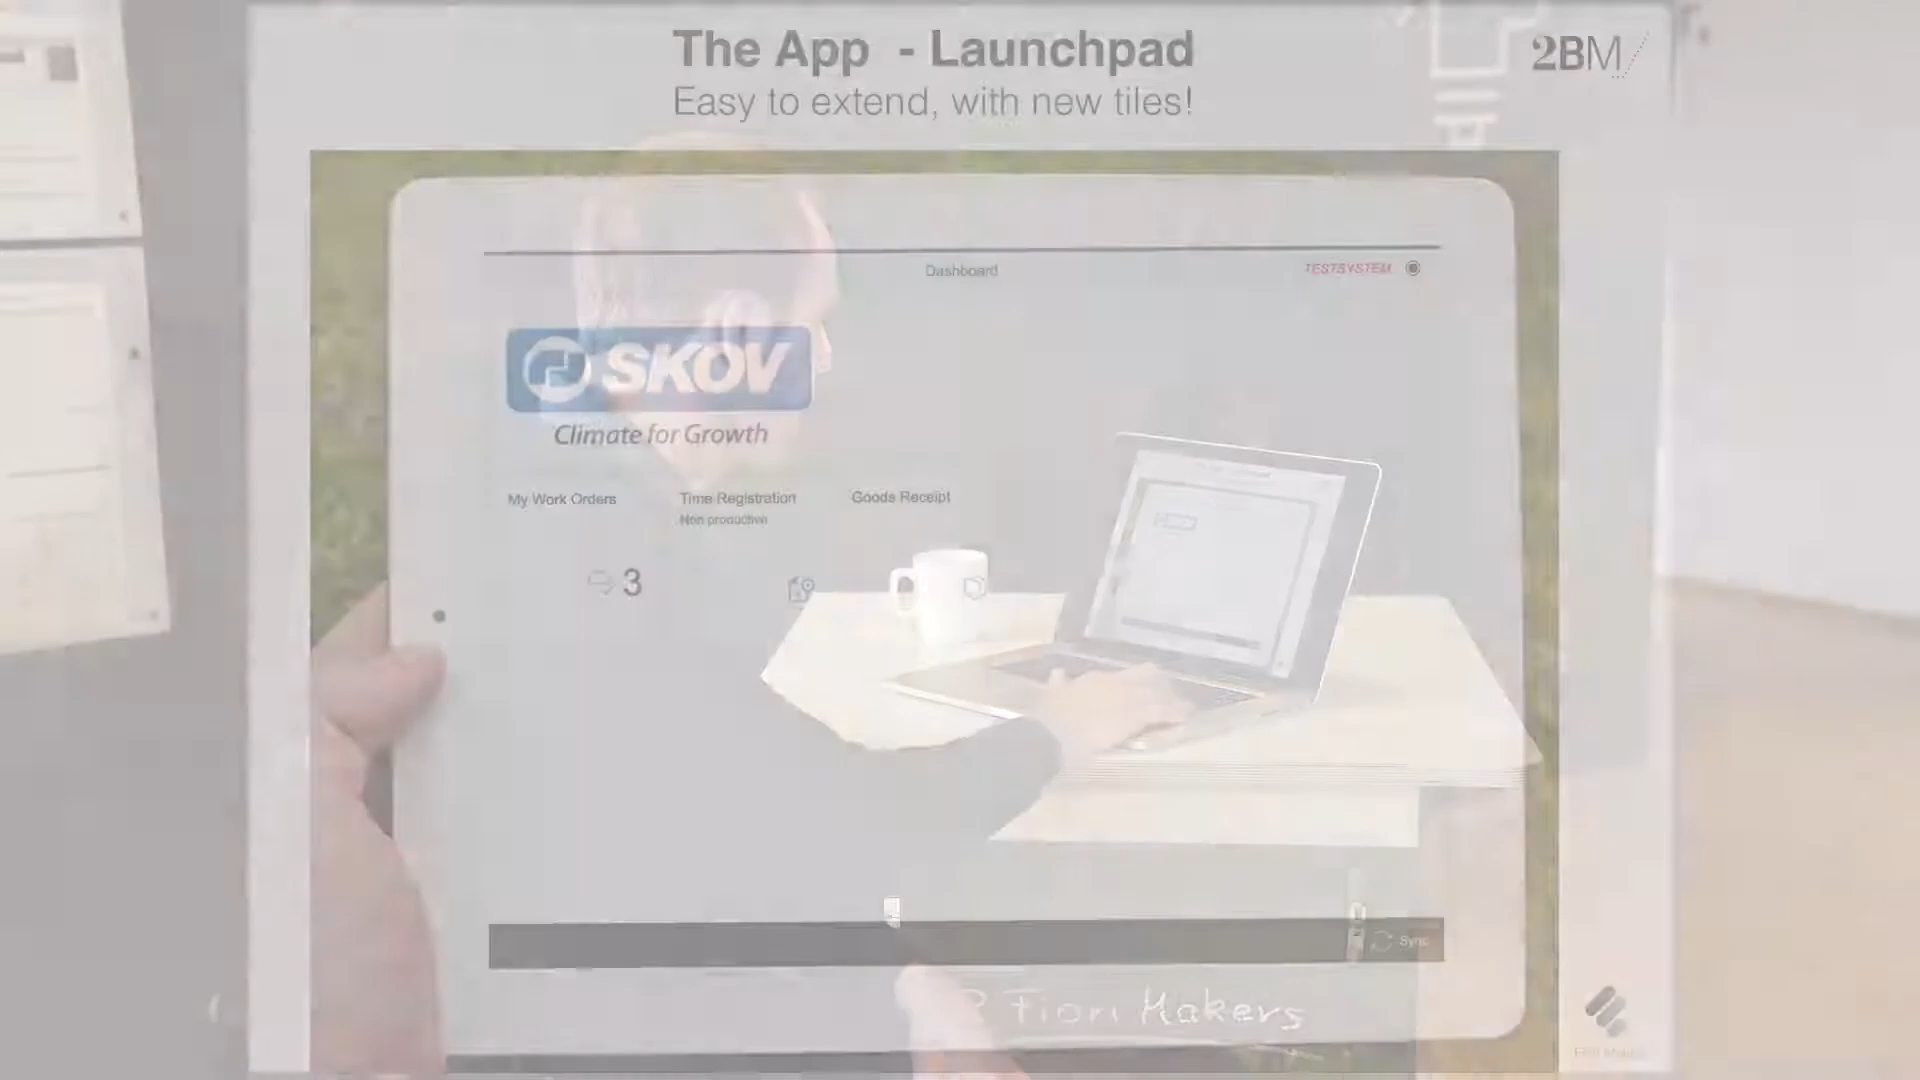 The App - Launchpad
2BM
Easy to extend, with new tiles!
Dashboard
TESTSYSTEM
SKOV
Climate for Growth
My Work Orders
Time Registration
Goods Receipt
Non productive
3
Sync
Fiori Makers